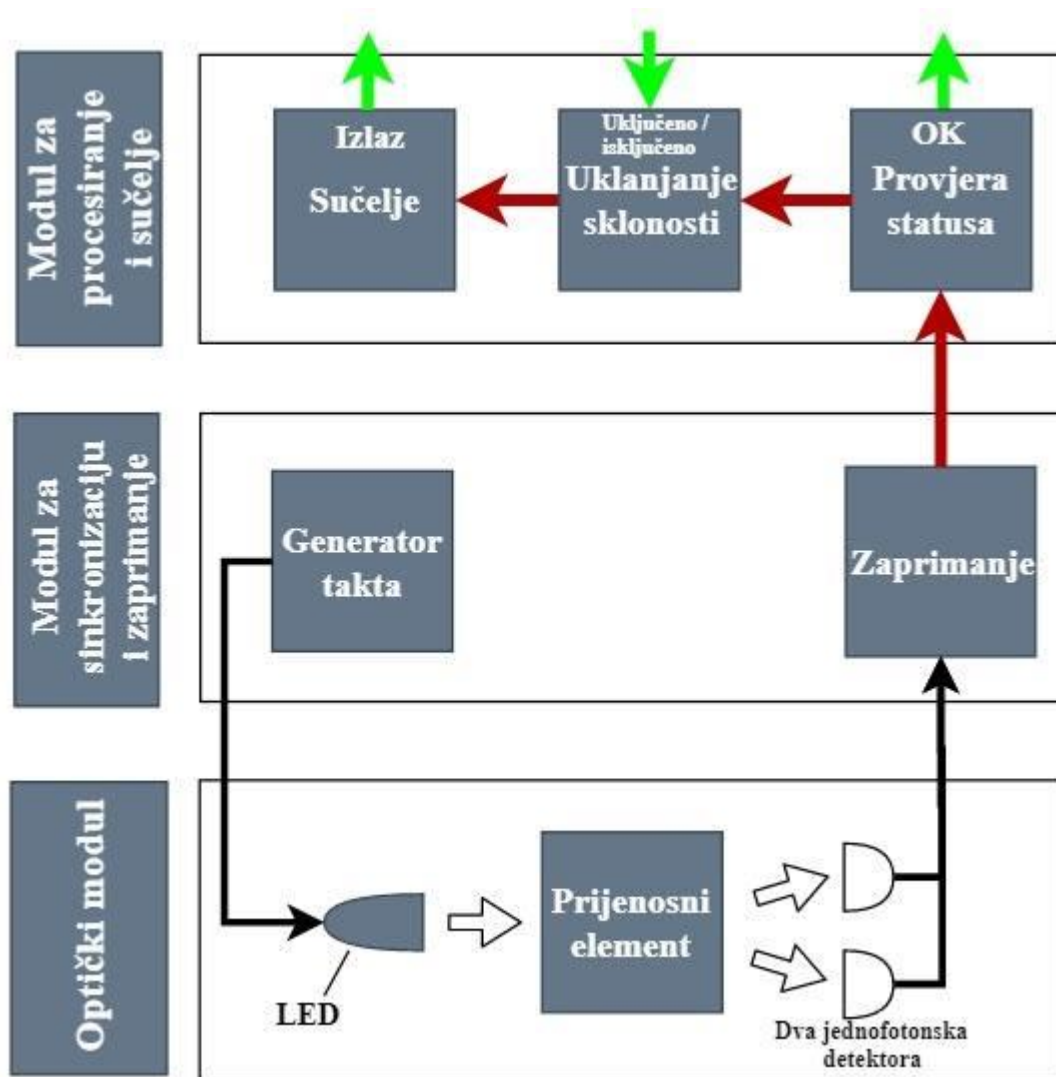 Modul za
procesiranje
i sučelje
Izlaz
Sučelje
Uključeno /
isključeno
Uklanjanje
sklonosti
OK
Provjera
statusa
Modul za
sinkronizaciju
i zaprimanje
Generator
takta
Zaprimanje
Optički modul
LED
Prijenosni
element
Dva jednofotonska
detektora